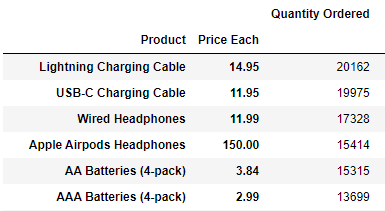 Quantity Ordered
Product Price Each
Lightning Charging Cable 14.95 20162
USB-C Charging Cable 11.95 19975
Wired Headphones 11.99 17328
Apple Airpods Headphones 150.00 15414
AA Batteries (4-pack) 3.84 15315
AAA Batteries (4-pack) 2.99 13699